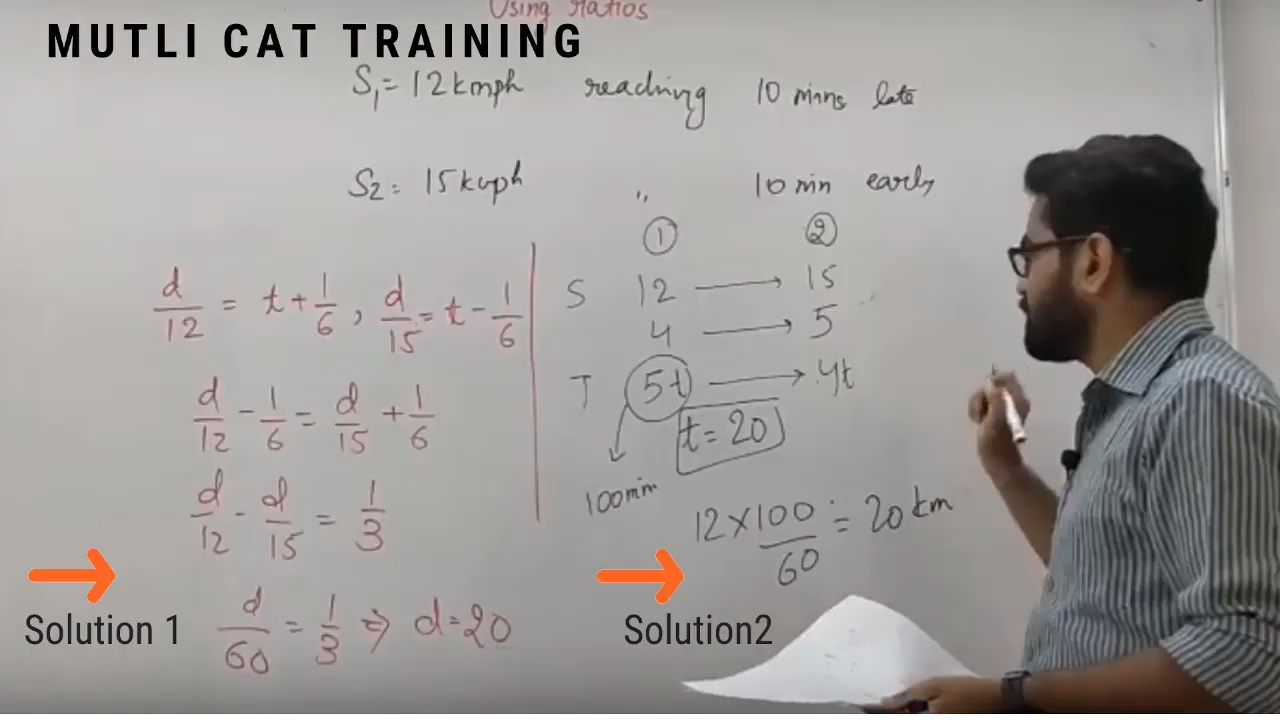 Using ratios
MUTLI CAT TRAINING
S₁ = 12 kmph reaching 10 mins late
S2 = 15 kmph " 10 min early
① ②
S 12 → 15
4 → 5
T 5t → 4t
t = 20
100 min
12×100/60 = 20 km
d/12 = t + 1/6 , d/15 = t - 1/6
d/12 - 1/6 = d/15 + 1/6
d/12 - d/15 = 1/3
d/60 = 1/3 ⇒ d = 20
Solution 1
Solution2